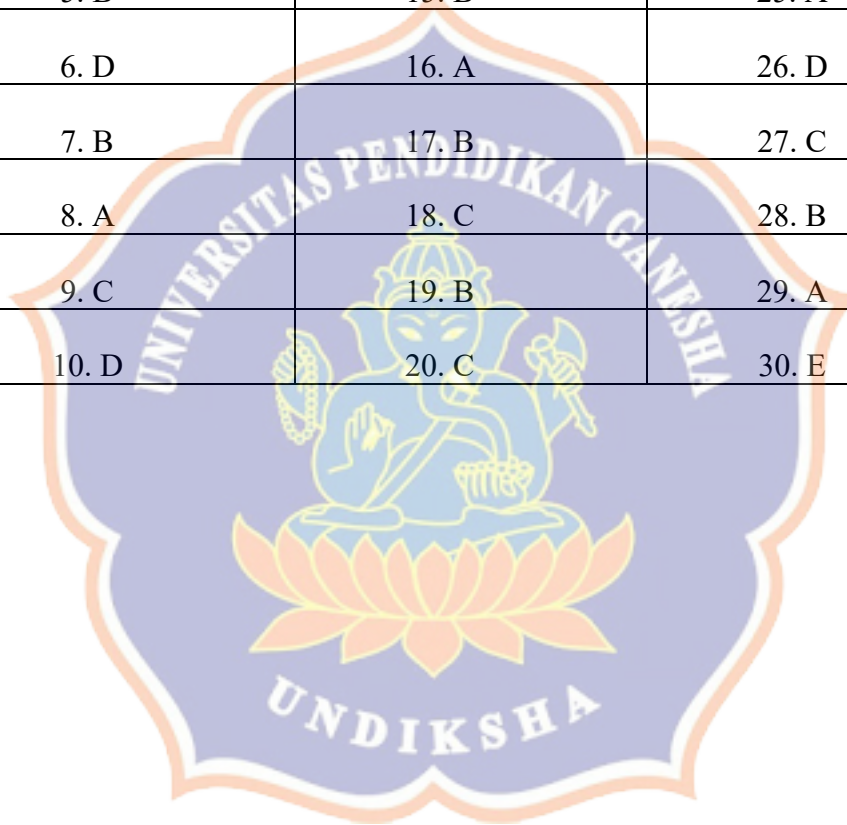 6. D 16. A 26. D
7. B 17. B 27. C
8. A 18. C 28. B
9. C 19. B 29. A
10. D 20. C 30. E
UNIVERSITAS PENDIDIKAN GANESHA
UNDIKSHA